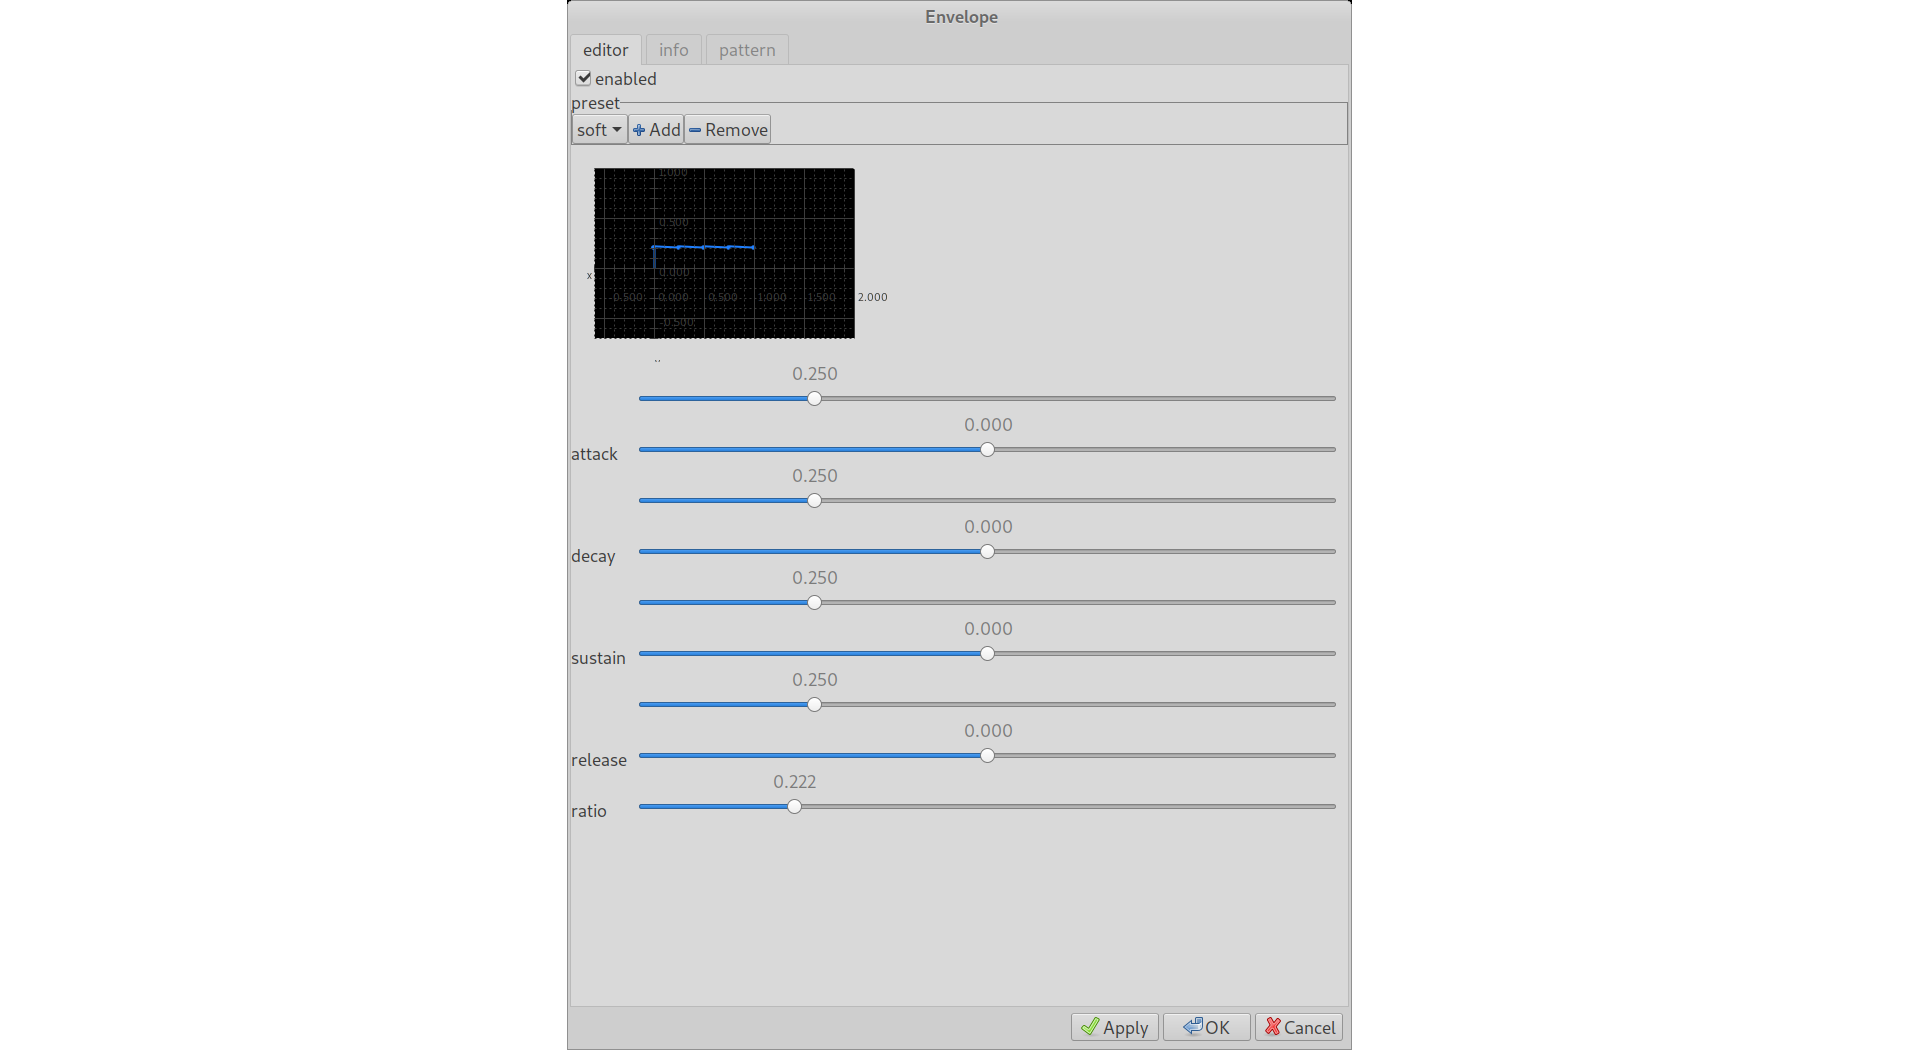 Envelope
editor info pattern
enabled
preset
soft Add Remove
1.000
0.500
x
0.000
0.500 0.000 0.500 1.000 1.500 2.000
-0.500
0.250
0.000
attack
0.250
0.000
decay
0.250
0.000
sustain
0.250
0.000
release
0.222
ratio
Apply OK Cancel